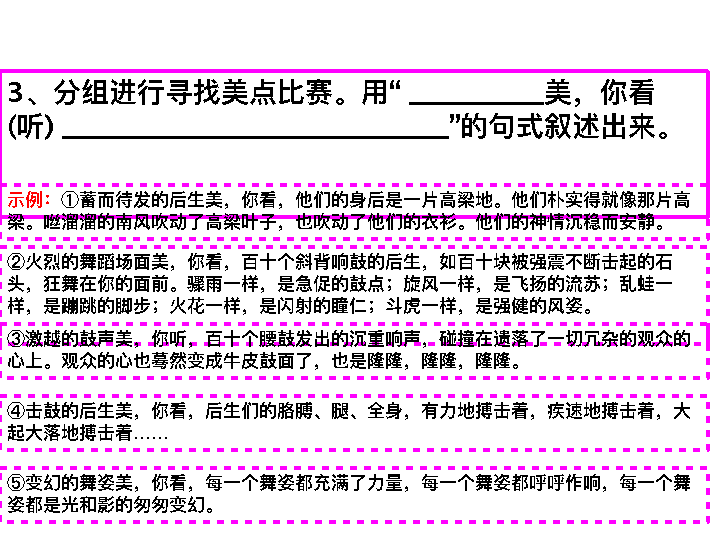 3、分组进行寻找美点比赛。用“ __________美，你看
(听) ____________________________”的句式叙述出来。
示例：①蓄而待发的后生美，你看，他们的身后是一片高粱地。他们朴实得就像那片高
粱。咝溜溜的南风吹动了高粱叶子，也吹动了他们的衣衫。他们的神情沉稳而安静。
②火烈的舞蹈场面美，你看，百十个斜背响鼓的后生，如百十块被强震不断击起的石
头，狂舞在你的面前。骤雨一样，是急促的鼓点；旋风一样，是飞扬的流苏；乱蛙一
样，是蹦跳的脚步；火花一样，是闪射的瞳仁；斗虎一样，是强健的风姿。
③激越的鼓声美，你听，百十个腰鼓发出的沉重响声，碰撞在遗落了一切冗杂的观众的
心上。观众的心也蓦然变成牛皮鼓面了，也是隆隆，隆隆，隆隆。
④击鼓的后生美，你看，后生们的胳膊、腿、全身，有力地搏击着，疾速地搏击着，大
起大落地搏击着……
⑤变幻的舞姿美，你看，每一个舞姿都充满了力量，每一个舞姿都呼呼作响，每一个舞
姿都是光和影的匆匆变幻。